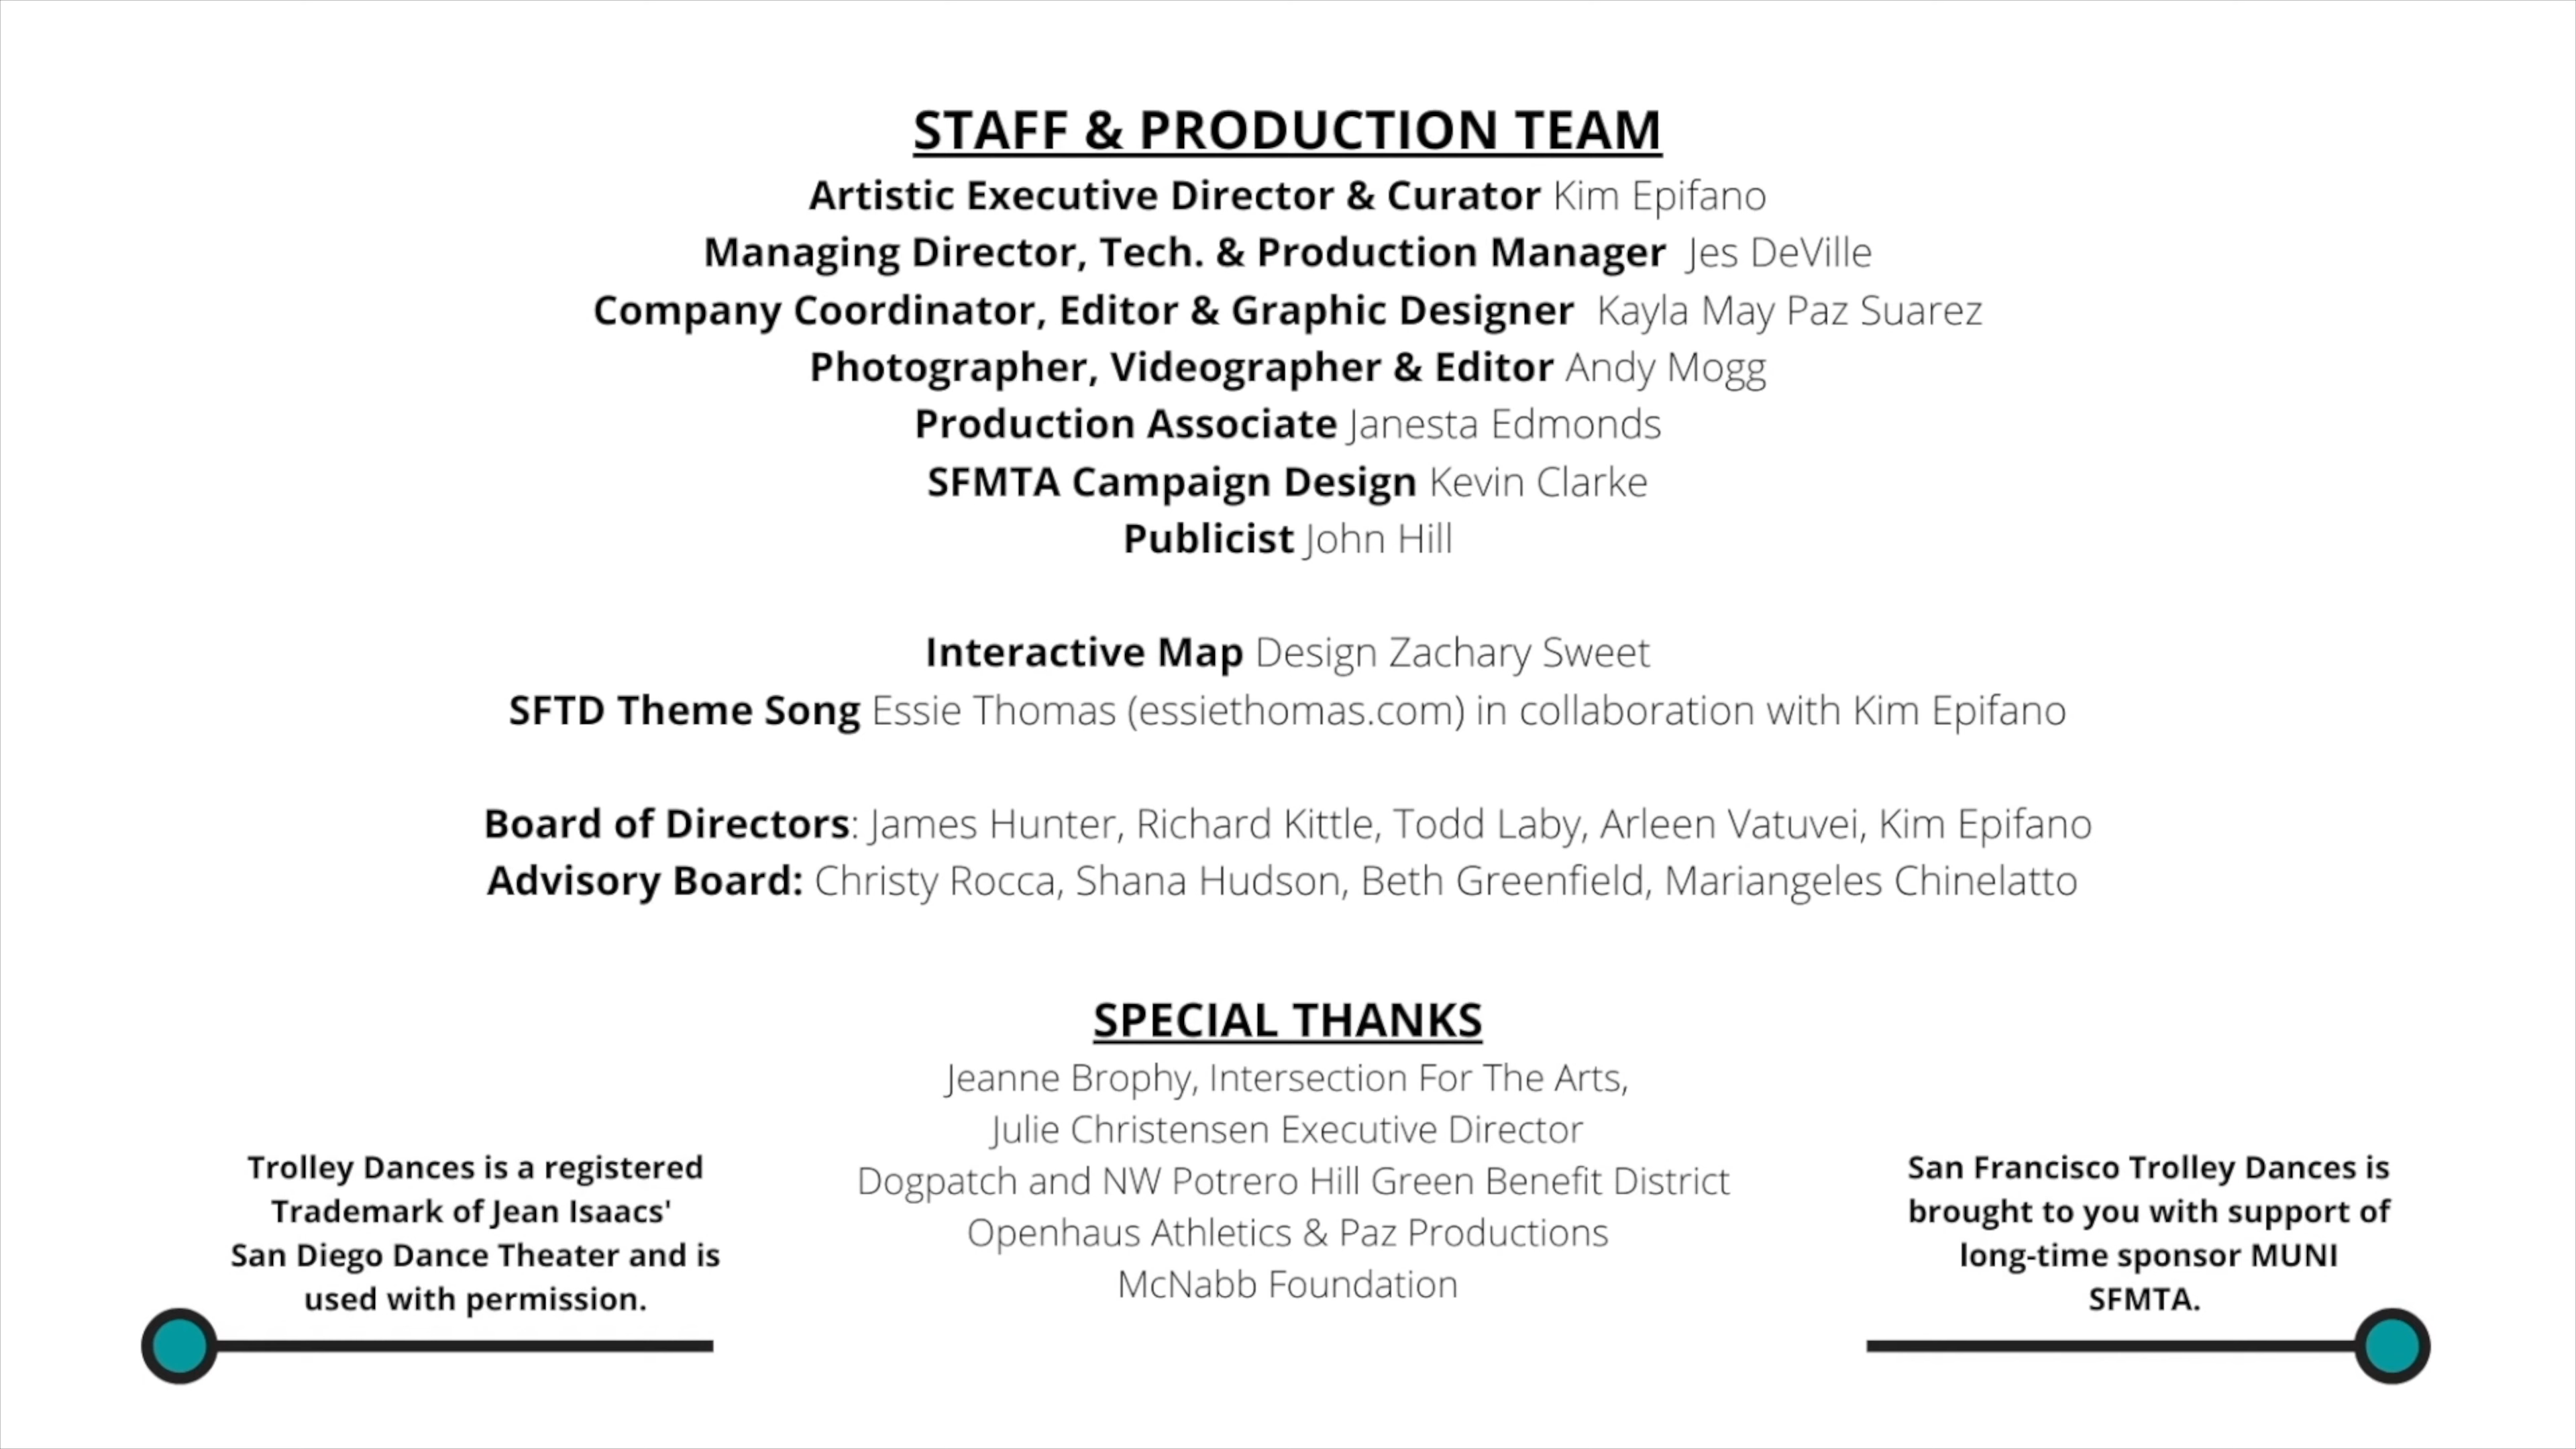 STAFF & PRODUCTION TEAM
Artistic Executive Director & Curator Kim Epifano
Managing Director, Tech. & Production Manager Jes DeVille
Company Coordinator, Editor & Graphic Designer Kayla May Paz Suarez
Photographer, Videographer & Editor Andy Mogg
Production Associate Janesta Edmonds
SFMTA Campaign Design Kevin Clarke
Publicist John Hill
Interactive Map Design Zachary Sweet
SFTD Theme Song Essie Thomas (essiethomas.com) in collaboration with Kim Epifano
Board of Directors: James Hunter, Richard Kittle, Todd Laby, Arleen Vatuvei, Kim Epifano
Advisory Board: Christy Rocca, Shana Hudson, Beth Greenfield, Mariangeles Chinelatto
SPECIAL THANKS
Jeanne Brophy, Intersection For The Arts,
Julie Christensen Executive Director
Dogpatch and NW Potrero Hill Green Benefit District
Openhaus Athletics & Paz Productions
McNabb Foundation
Trolley Dances is a registered
Trademark of Jean Isaacs'
San Diego Dance Theater and is
used with permission.
San Francisco Trolley Dances is
brought to you with support of
long-time sponsor MUNI
SFMTA.